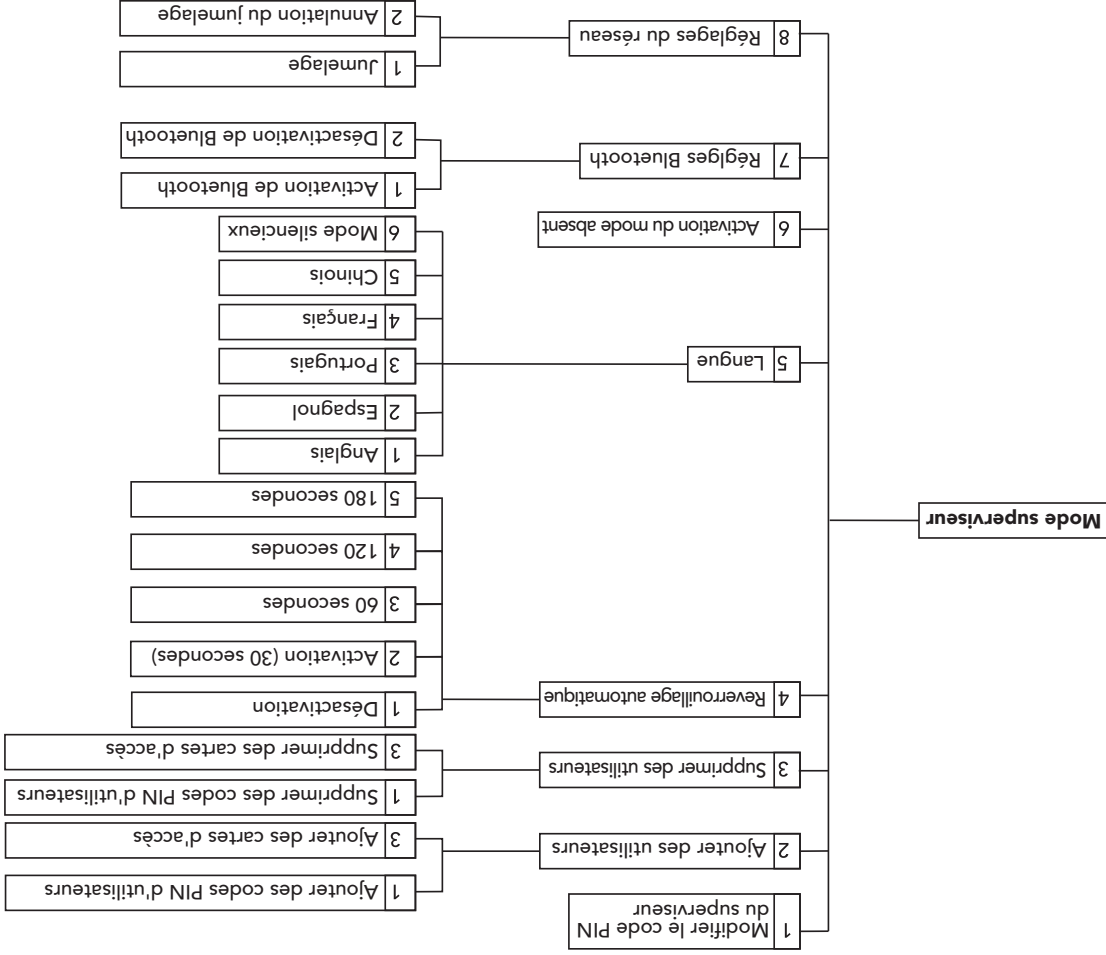 Mode superviseur
1 Modifier le code PIN
du superviseur
2 Ajouter des utilisateurs
1 Ajouter des codes PIN d'utilisateurs
3 Ajouter des cartes d'accès
3 Supprimer des utilisateurs
1 Supprimer des codes PIN d'utilisateurs
3 Supprimer des cartes d'accès
4 Reverrouillage automatique
1 Désactivation
2 Activation (30 secondes)
3 60 secondes
4 120 secondes
5 180 secondes
5 Langue
1 Anglais
2 Espagnol
3 Portugais
4 Français
5 Chinois
6 Mode silencieux
6 Activation du mode absent
7 Réglges Bluetooth
1 Activation de Bluetooth
2 Désactivation de Bluetooth
8 Réglages du réseau
1 Jumelage
2 Annulation du jumelage